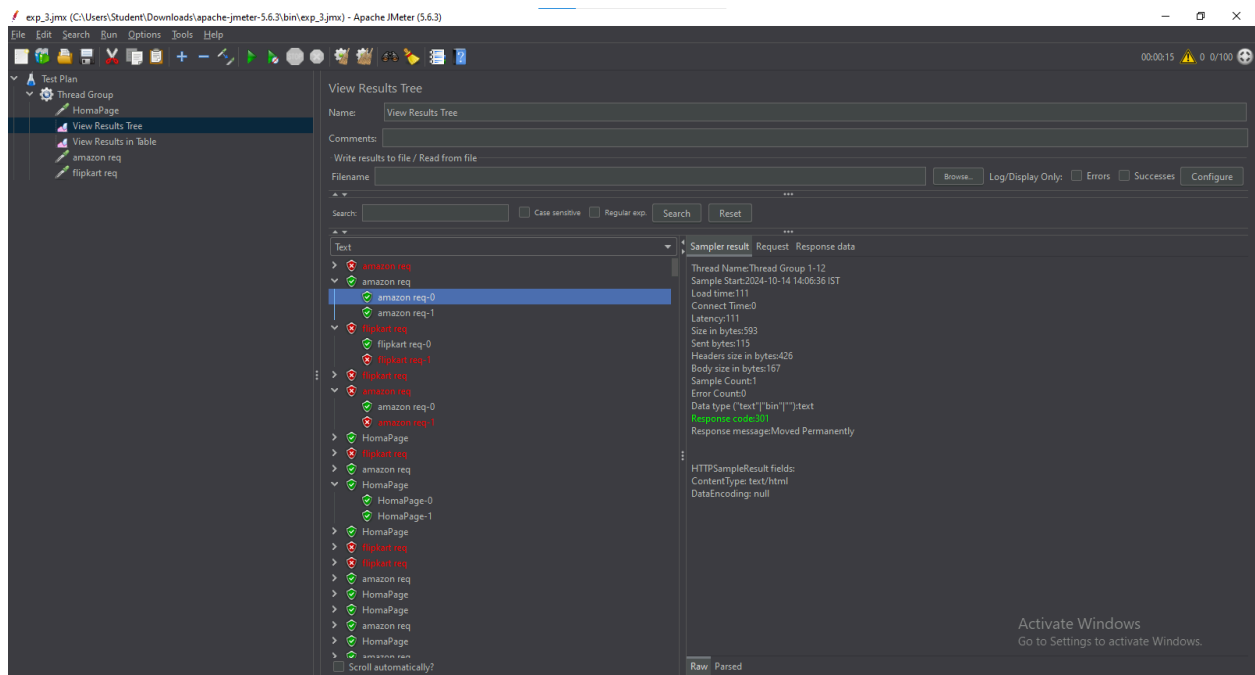 exp_3.jmx (C:\Users\Student\Downloads\apache-jmeter-5.6.3\bin\exp_3.jmx) - Apache JMeter (5.6.3)
File Edit Search Run Options Tools Help
00:00:15 0 0/100
Test Plan
Thread Group
HomaPage
View Results Tree
View Results in Table
amazon req
flipkart req
View Results Tree
Name: View Results Tree
Comments:
Write results to file / Read from file
Filename Browse... Log/Display Only: Errors Successes Configure
Search: Case sensitive Regular exp. Search Reset
Text
amazon req
amazon req
amazon req-0
amazon req-1
flipkart req
flipkart req-0
flipkart req-1
flipkart req
amazon req
amazon req-0
amazon req-1
HomaPage
flipkart req
amazon req
HomaPage
HomaPage-0
HomaPage-1
HomaPage
flipkart req
flipkart req
amazon req
HomaPage
HomaPage
amazon req
HomaPage
amazon req
Scroll automatically?
Sampler result Request Response data
Thread Name:Thread Group 1-12
Sample Start:2024-10-14 14:06:36 IST
Load time:111
Connect Time:0
Latency:111
Size in bytes:593
Sent bytes:115
Headers size in bytes:426
Body size in bytes:167
Sample Count:1
Error Count:0
Data type ("text"|"bin"|""):text
Response code:301
Response message:Moved Permanently
HTTPSampleResult fields:
ContentType: text/html
DataEncoding: null
Raw Parsed
Activate Windows
Go to Settings to activate Windows.